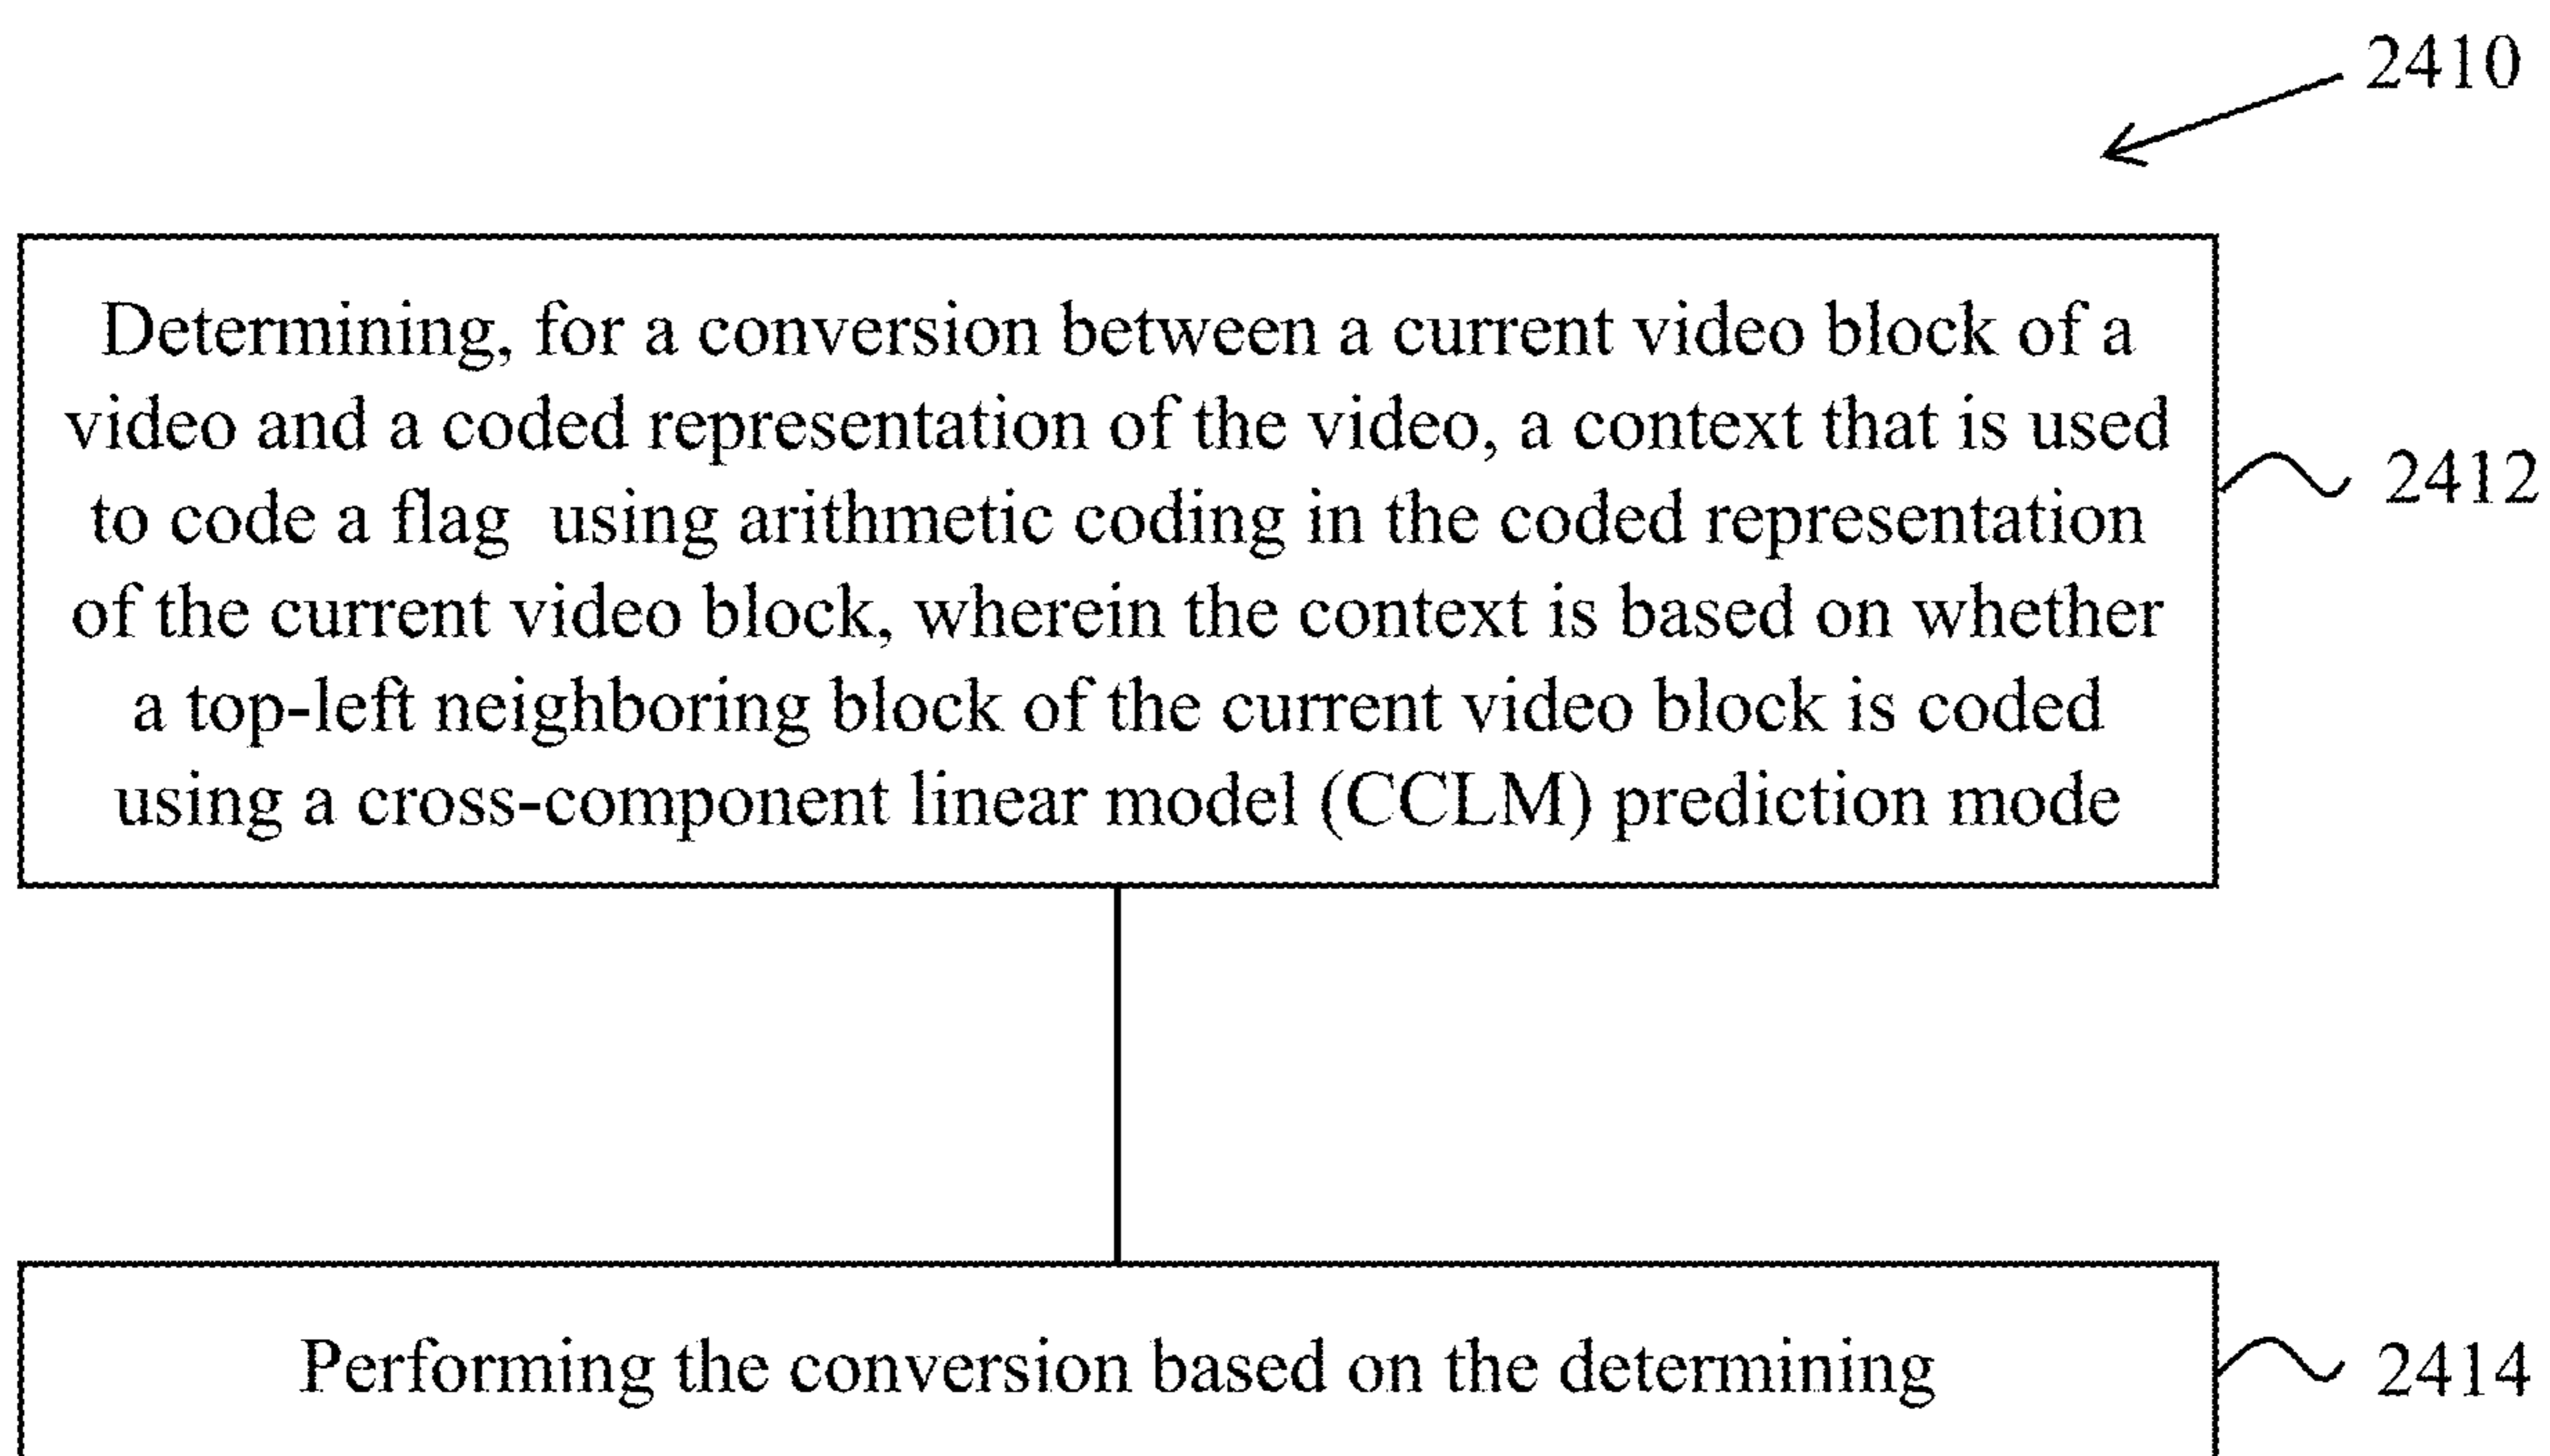 2410
Determining, for a conversion between a current video block of a
video and a coded representation of the video, a context that is used
to code a flag  using arithmetic coding in the coded representation
of the current video block, wherein the context is based on whether
a top-left neighboring block of the current video block is coded
using a cross-component linear model (CCLM) prediction mode
2412
Performing the conversion based on the determining
2414